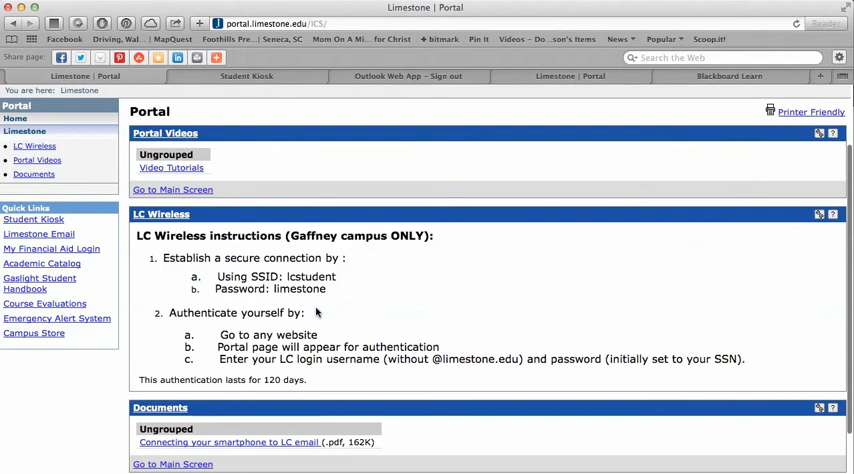 Limestone | Portal
portal.limestone.edu/ICS/
Reader
Facebook Driving, Wal...| MapQuest Foothills Pre...| Seneca, SC Mom On A Mi... for Christ + bitmark Pin It Videos - Do...son's Items News Popular Scoop.it!
Share page:
Search the Web
Limestone | Portal Student Kiosk Outlook Web App – Sign out Limestone | Portal Blackboard Learn
You are here: Limestone
Portal
Home
Limestone
LC Wireless
Portal Videos
Documents
Quick Links
Student Kiosk
Limestone Email
My Financial Aid Login
Academic Catalog
Gaslight Student
Handbook
Course Evaluations
Emergency Alert System
Campus Store
Portal
Printer Friendly
Portal Videos
Ungrouped
Video Tutorials
Go to Main Screen
LC Wireless
LC Wireless instructions (Gaffney campus ONLY):
1. Establish a secure connection by :
a. Using SSID: lcstudent
b. Password: limestone
2. Authenticate yourself by:
a. Go to any website
b. Portal page will appear for authentication
c. Enter your LC login username (without @limestone.edu) and password (initially set to your SSN).
This authentication lasts for 120 days.
Documents
Ungrouped
Connecting your smartphone to LC email (.pdf, 162K)
Go to Main Screen